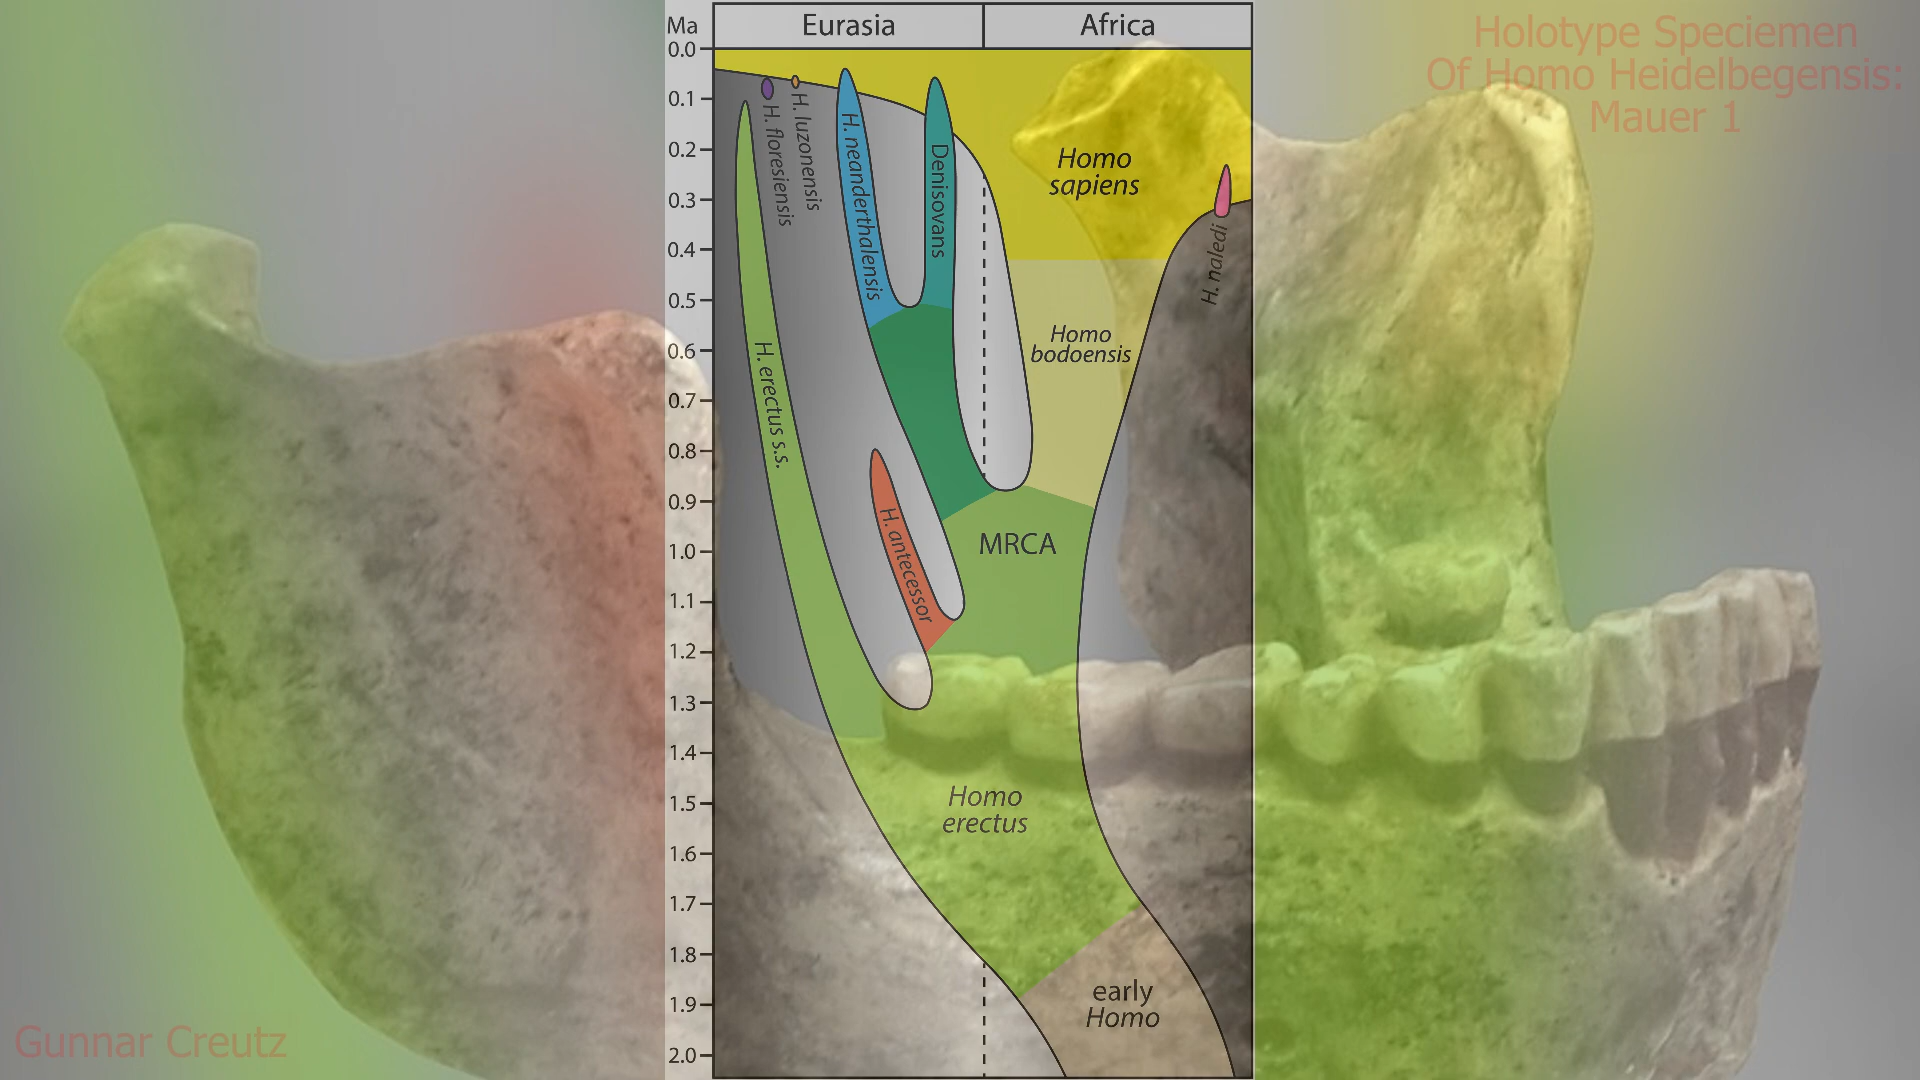 Ma
Eurasia
Africa
0.0
0.1
0.2
0.3
0.4
0.5
0.6
0.7
0.8
0.9
1.0
1.1
1.2
1.3
1.4
1.5
1.6
1.7
1.8
1.9
2.0
H. floresiensis
H. luzonensis
H. neanderthalensis
Denisovans
Homo
sapiens
H. naledi
Homo
bodoensis
H. erectus s.s.
H. antecessor
MRCA
Homo
erectus
early
Homo
Holotype Speciemen
Of Homo Heidelbegensis:
Mauer 1
Gunnar Creutz